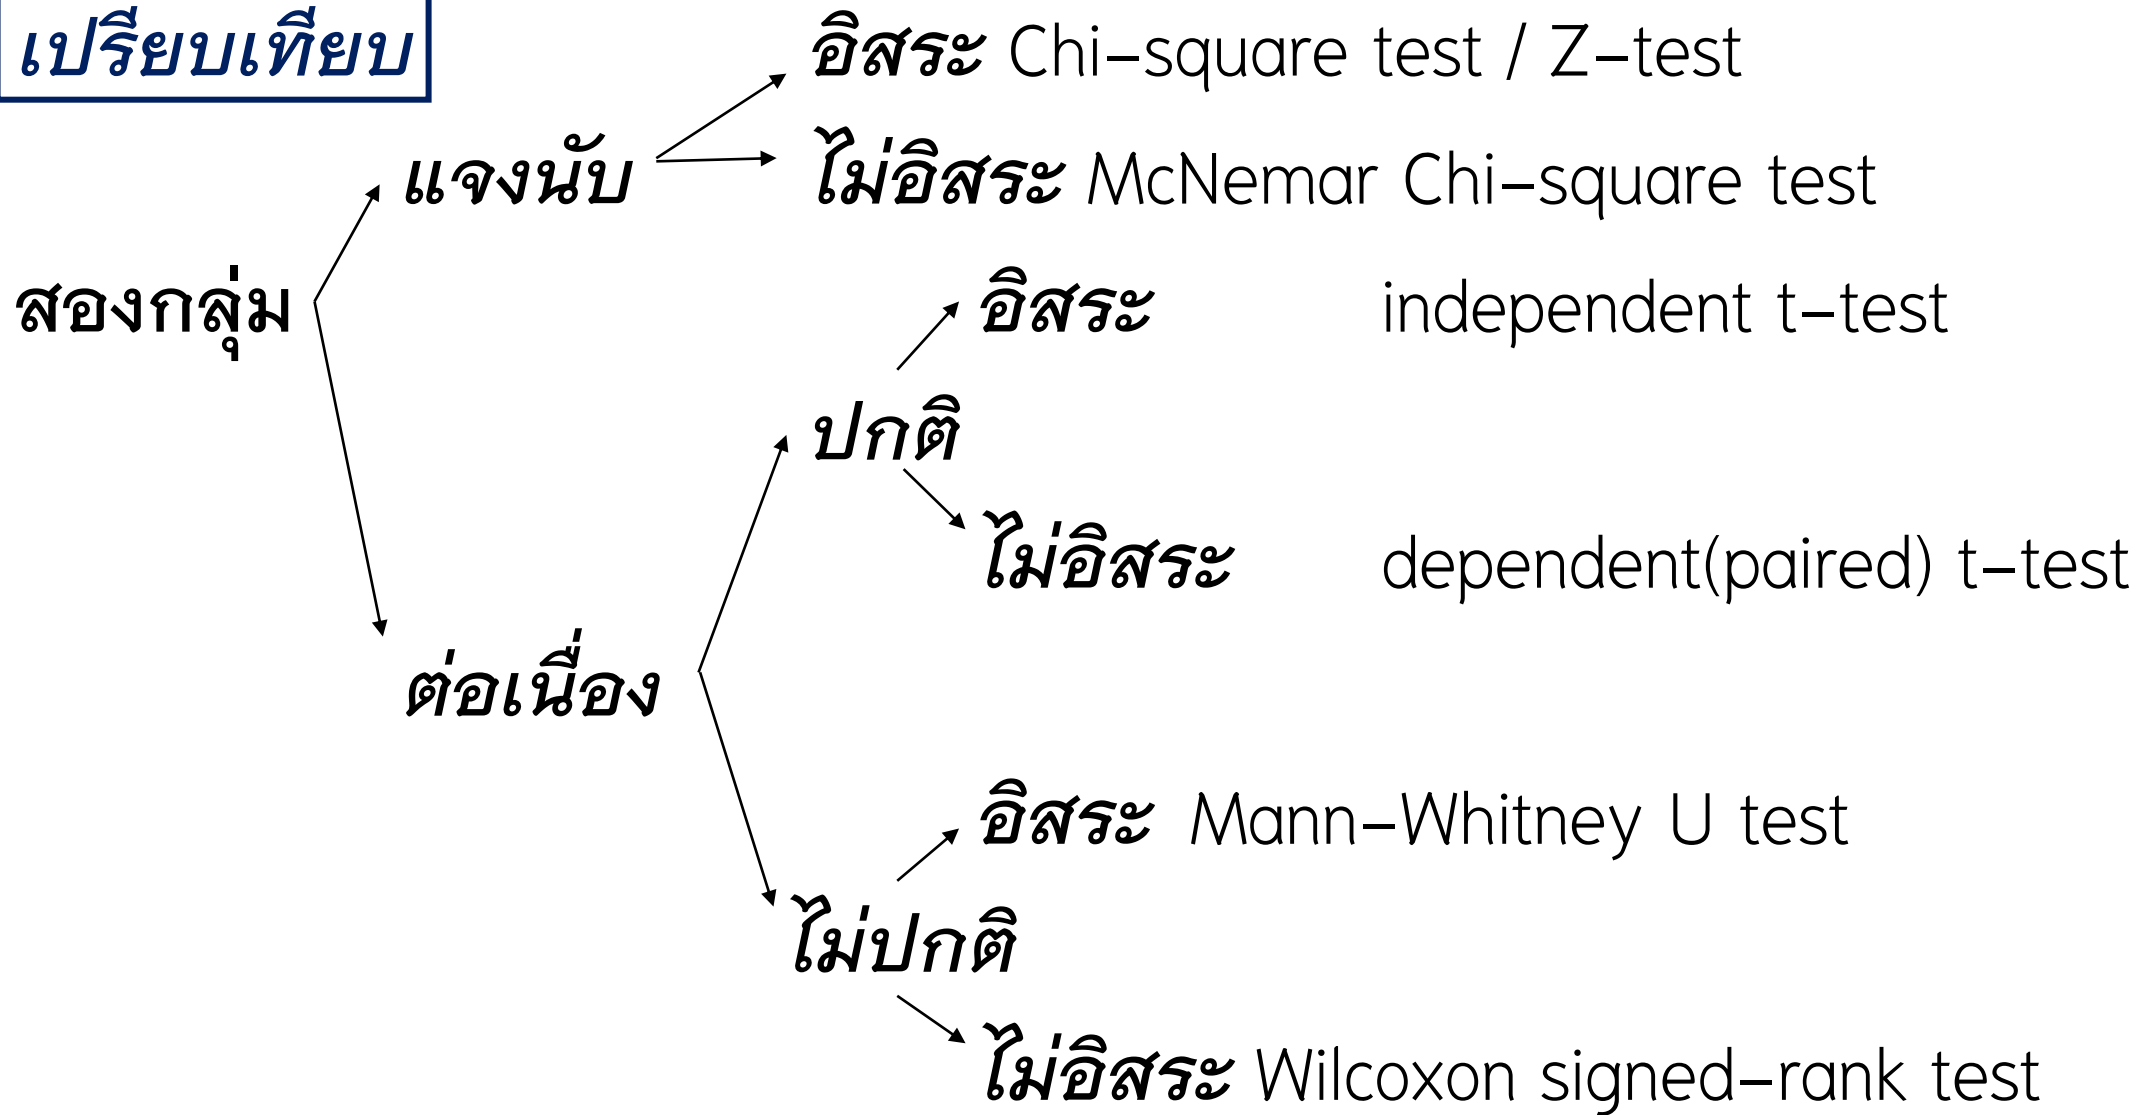 เปรียบเทียบ
อิสระ Chi-square test / Z-test
แจงนับ
ไม่อิสระ McNemar Chi-square test
สองกลุ่ม
อิสระ independent t-test
ปกติ
ไม่อิสระ dependent(paired) t-test
ต่อเนื่อง
อิสระ Mann-Whitney U test
ไม่ปกติ
ไม่อิสระ Wilcoxon signed-rank test